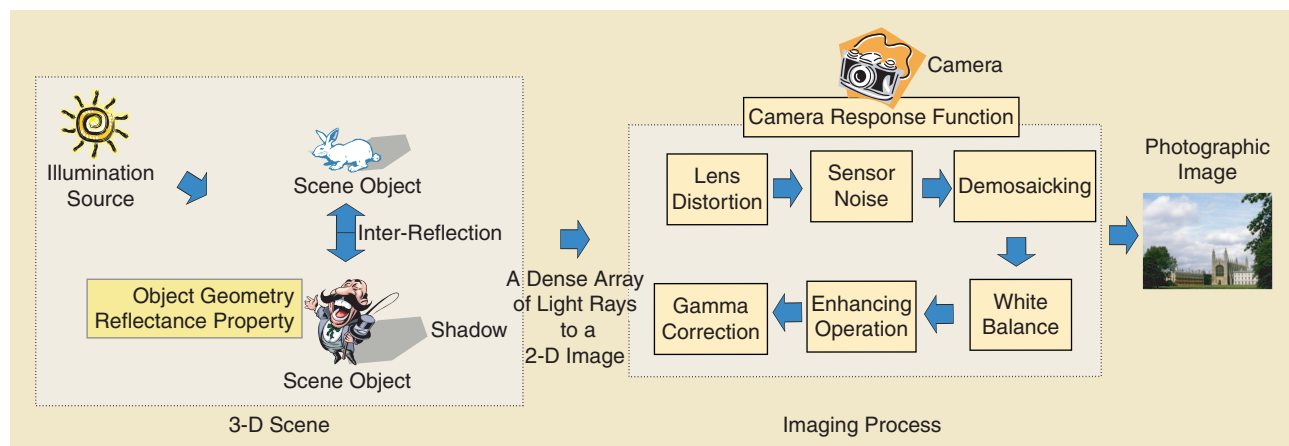 Illumination
Source
Scene Object
Inter-Reflection
Object Geometry
Reflectance Property
Shadow
Scene Object
3-D Scene
A Dense Array
of Light Rays
to a
2-D Image
Camera
Camera Response Function
Lens
Distortion
Sensor
Noise
Demosaicking
White
Balance
Enhancing
Operation
Gamma
Correction
Imaging Process
Photographic
Image